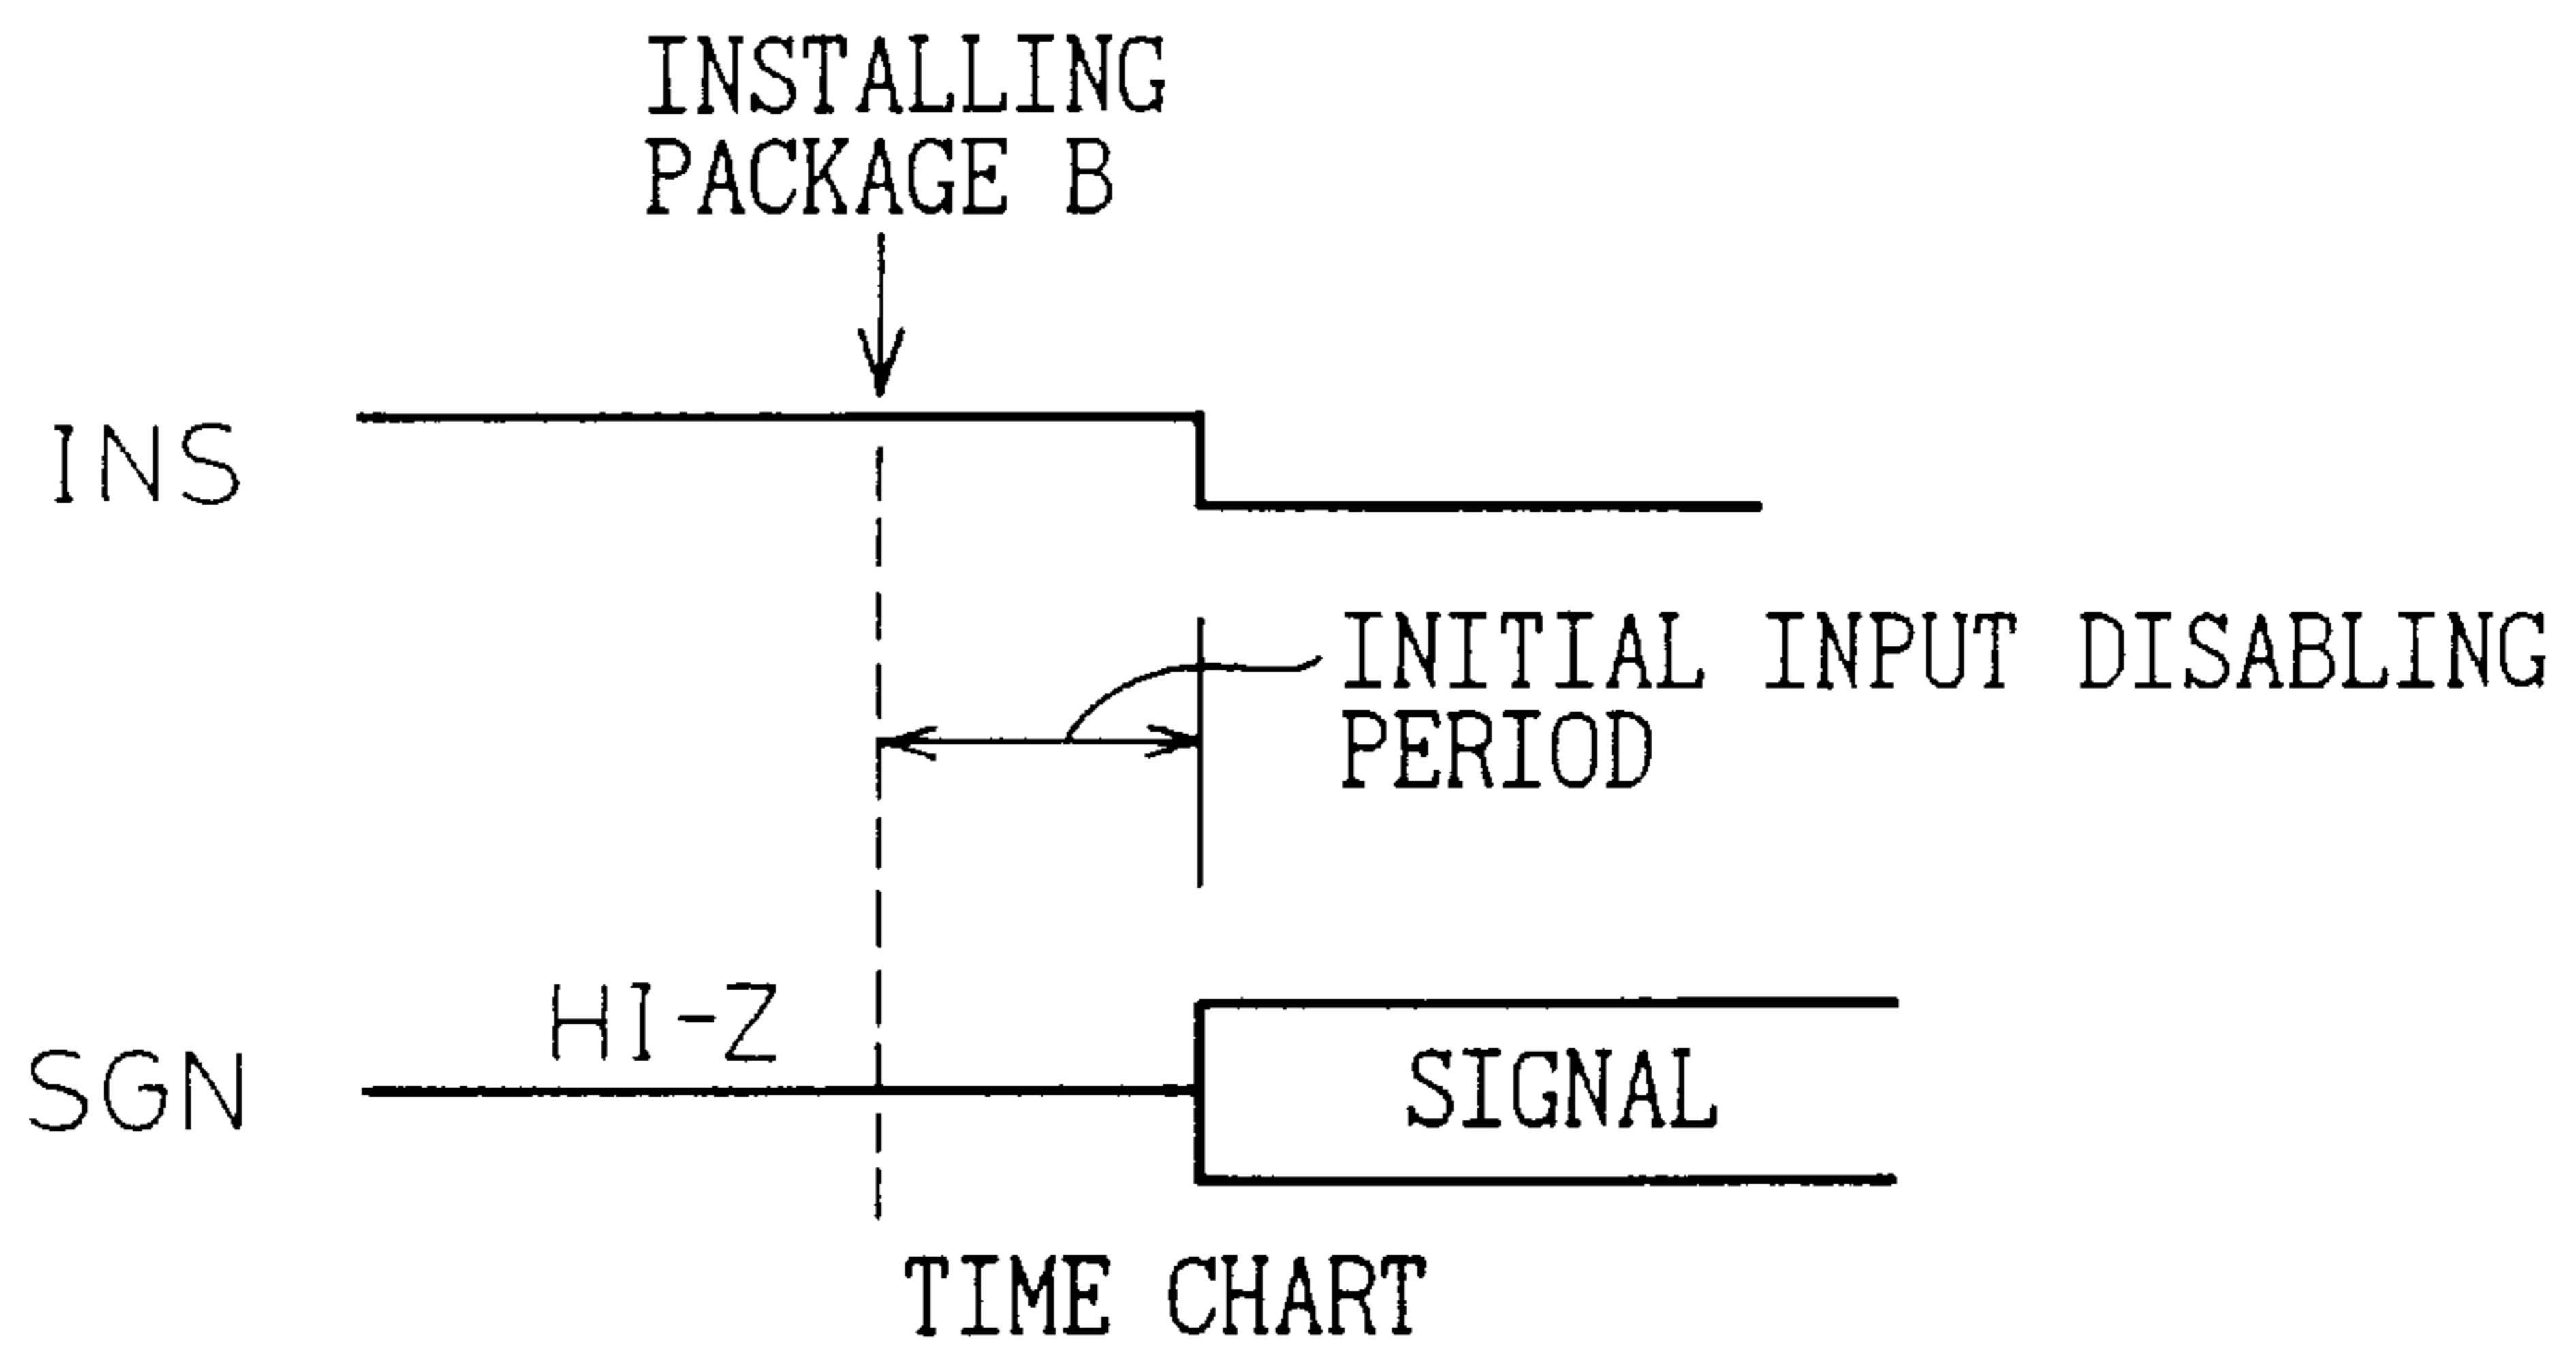 INSTALLING
PACKAGE B
INS
INITIAL INPUT DISABLING
PERIOD
HI-Z
SGN
SIGNAL
TIME CHART